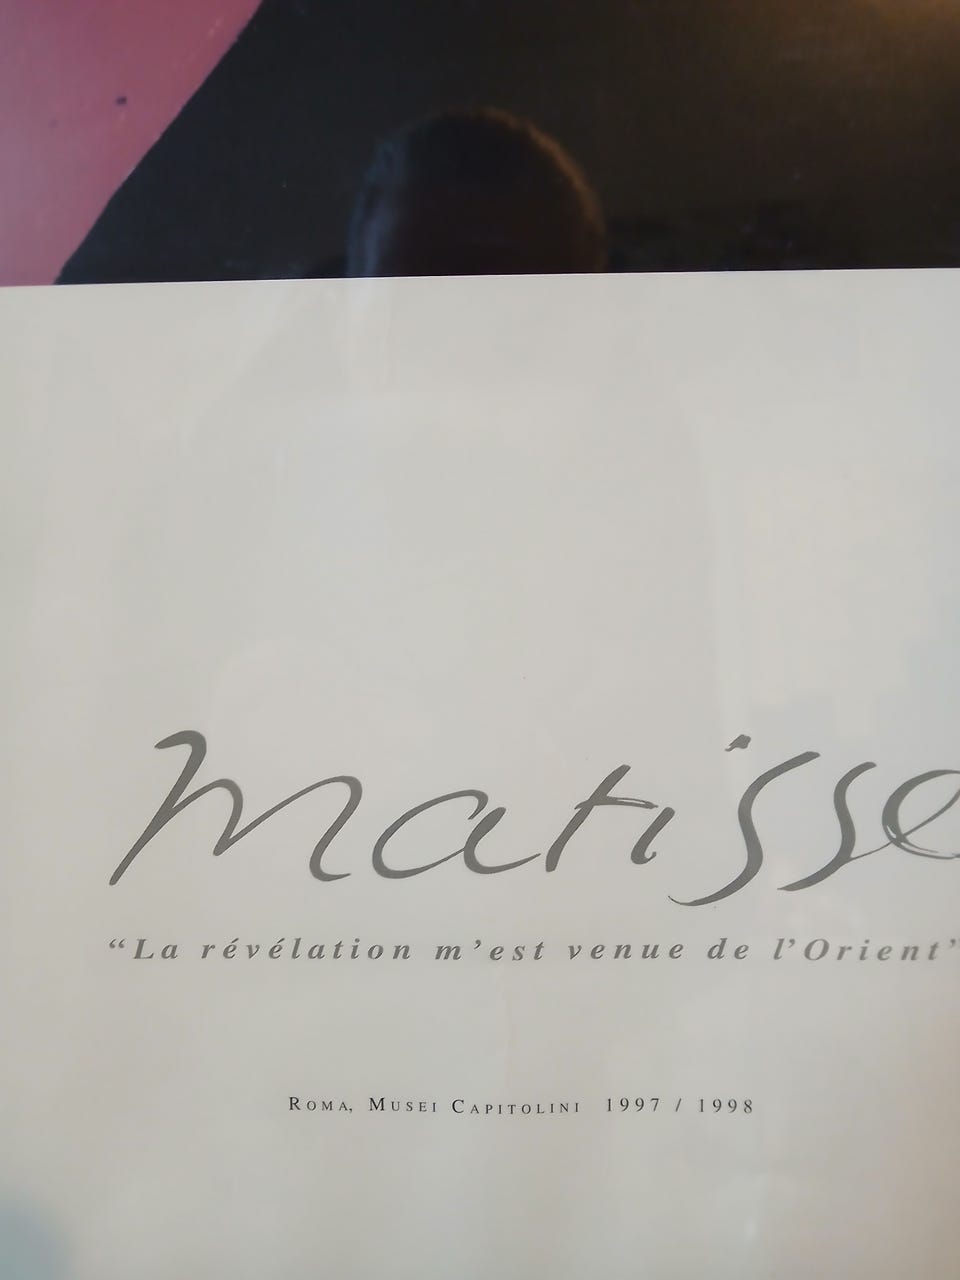 Matisse
“La révélation m’est venue de l’Orient”
ROMA, MUSEI CAPITOLINI 1997 / 1998